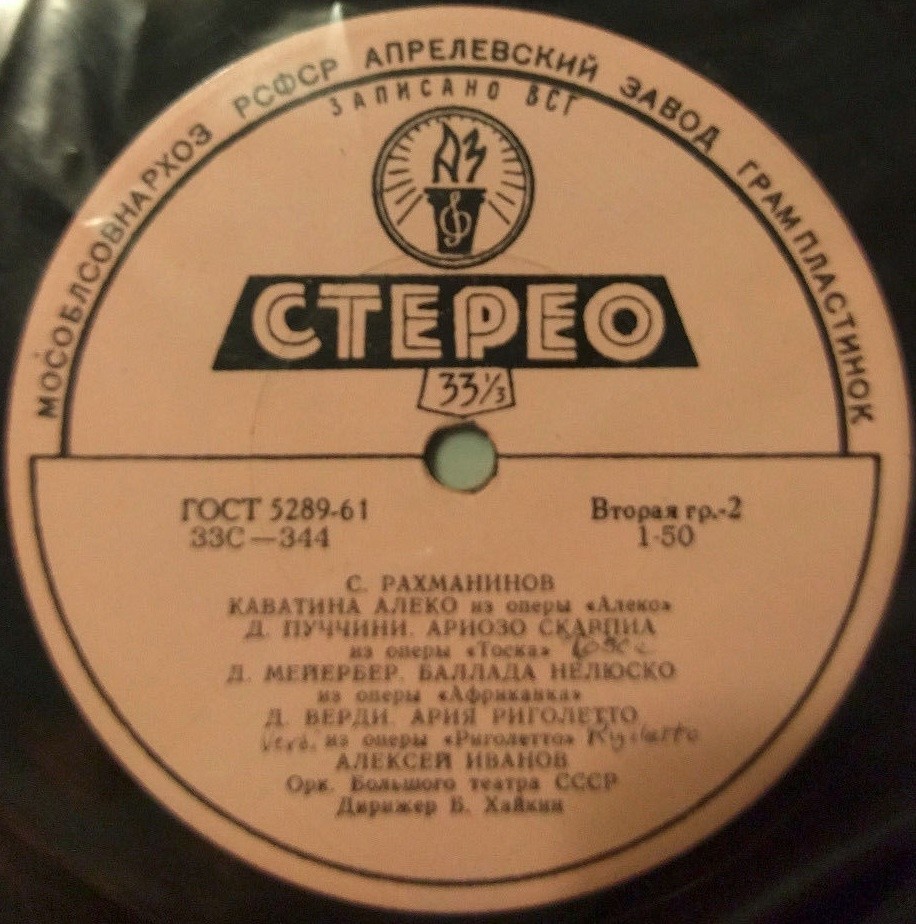 МОСОБЛСОВНАРХОЗ РСФСР АПРЕЛЕВСКИЙ ЗАВОД ГРАМПЛАСТИНОК
ЗАПИСАНО ВСГ
АЗ
СТЕРЕО
33⅓
ГОСТ 5289-61
Вторая гр.-2
33С—344
1-50
С. РАХМАНИНОВ
КАВАТИНА АЛЕКО из оперы «Алеко»
Д. ПУЧЧИНИ. АРИОЗО СКАРПИА
из оперы «Тоска»
Д. МЕЙЕРБЕР. БАЛЛАДА НЕЛЮСКО
из оперы «Африканка»
Д. ВЕРДИ. АРИЯ РИГОЛЕТТО
из оперы «Риголетто»
АЛЕКСЕЙ ИВАНОВ
Орк. Большого театра СССР
Дирижер Б. Хайкин